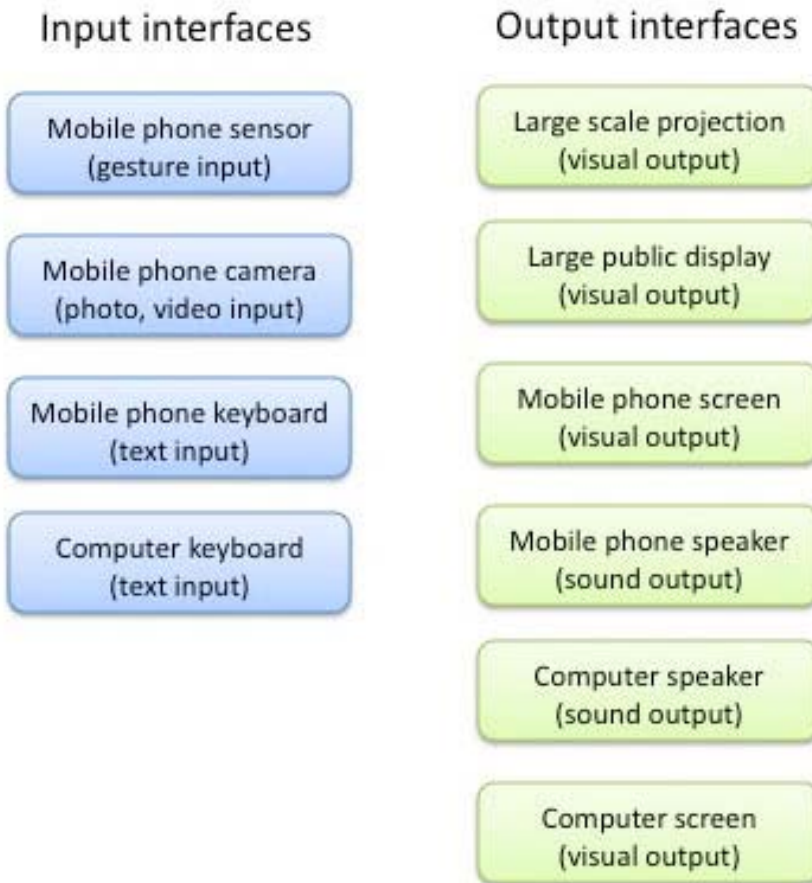 Input interfaces
Mobile phone sensor
(gesture input)
Mobile phone camera
(photo, video input)
Mobile phone keyboard
(text input)
Computer keyboard
(text input)
Output interfaces
Large scale projection
(visual output)
Large public display
(visual output)
Mobile phone screen
(visual output)
Mobile phone speaker
(sound output)
Computer speaker
(sound output)
Computer screen
(visual output)